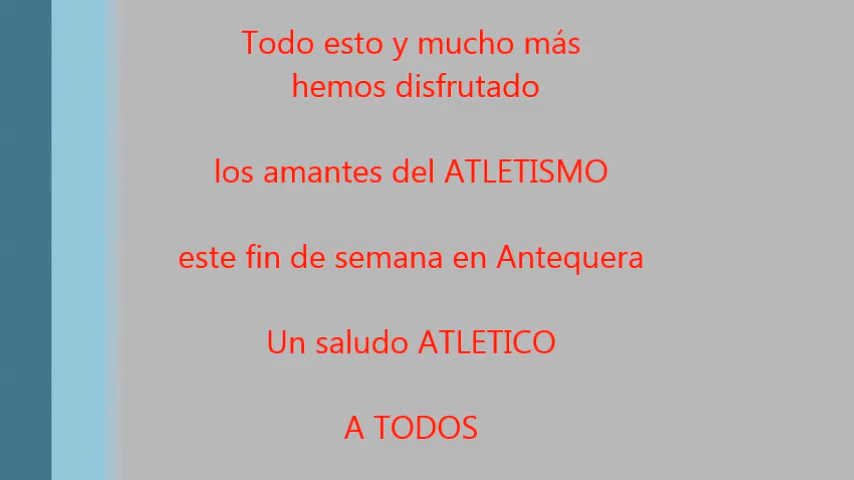 Todo esto y mucho más
hemos disfrutado
los amantes del ATLETISMO
este fin de semana en Antequera
Un saludo ATLETICO
A TODOS